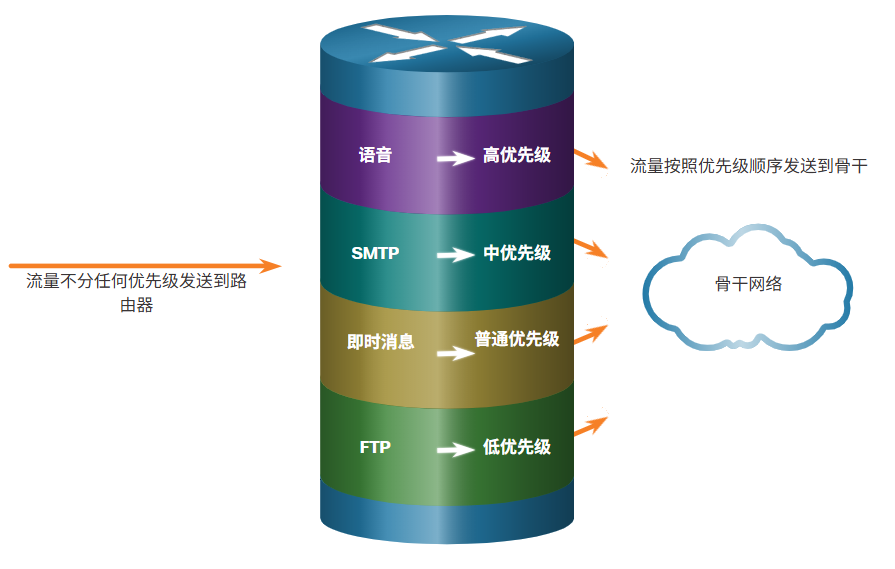 语音 高优先级
流量按照优先级顺序发送到骨干
SMTP 中优先级
流量不分任何优先级发送到路
由器
骨干网络
即时消息 普通优先级
FTP 低优先级